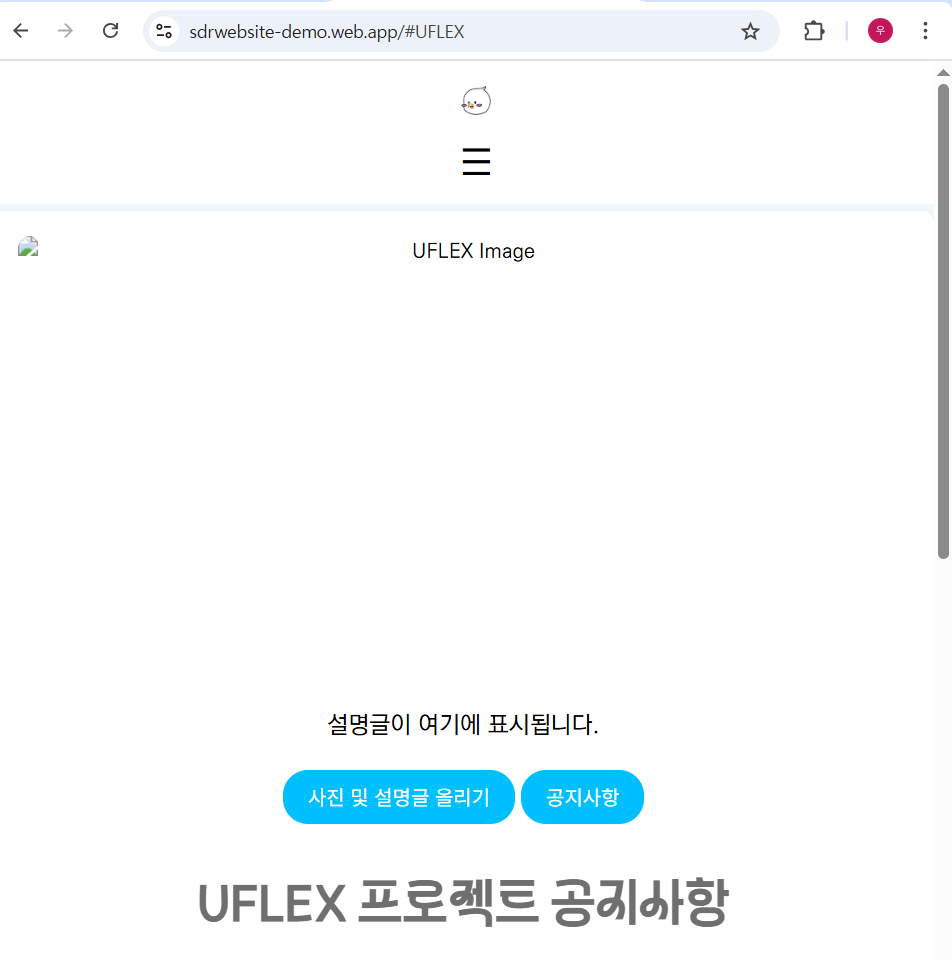 sdrwebsite-demo.web.app/#UFLEX
우
UFLEX Image
설명글이 여기에 표시됩니다.
사진 및 설명글 올리기
공지사항
UFLEX 프로젝트 공지사항